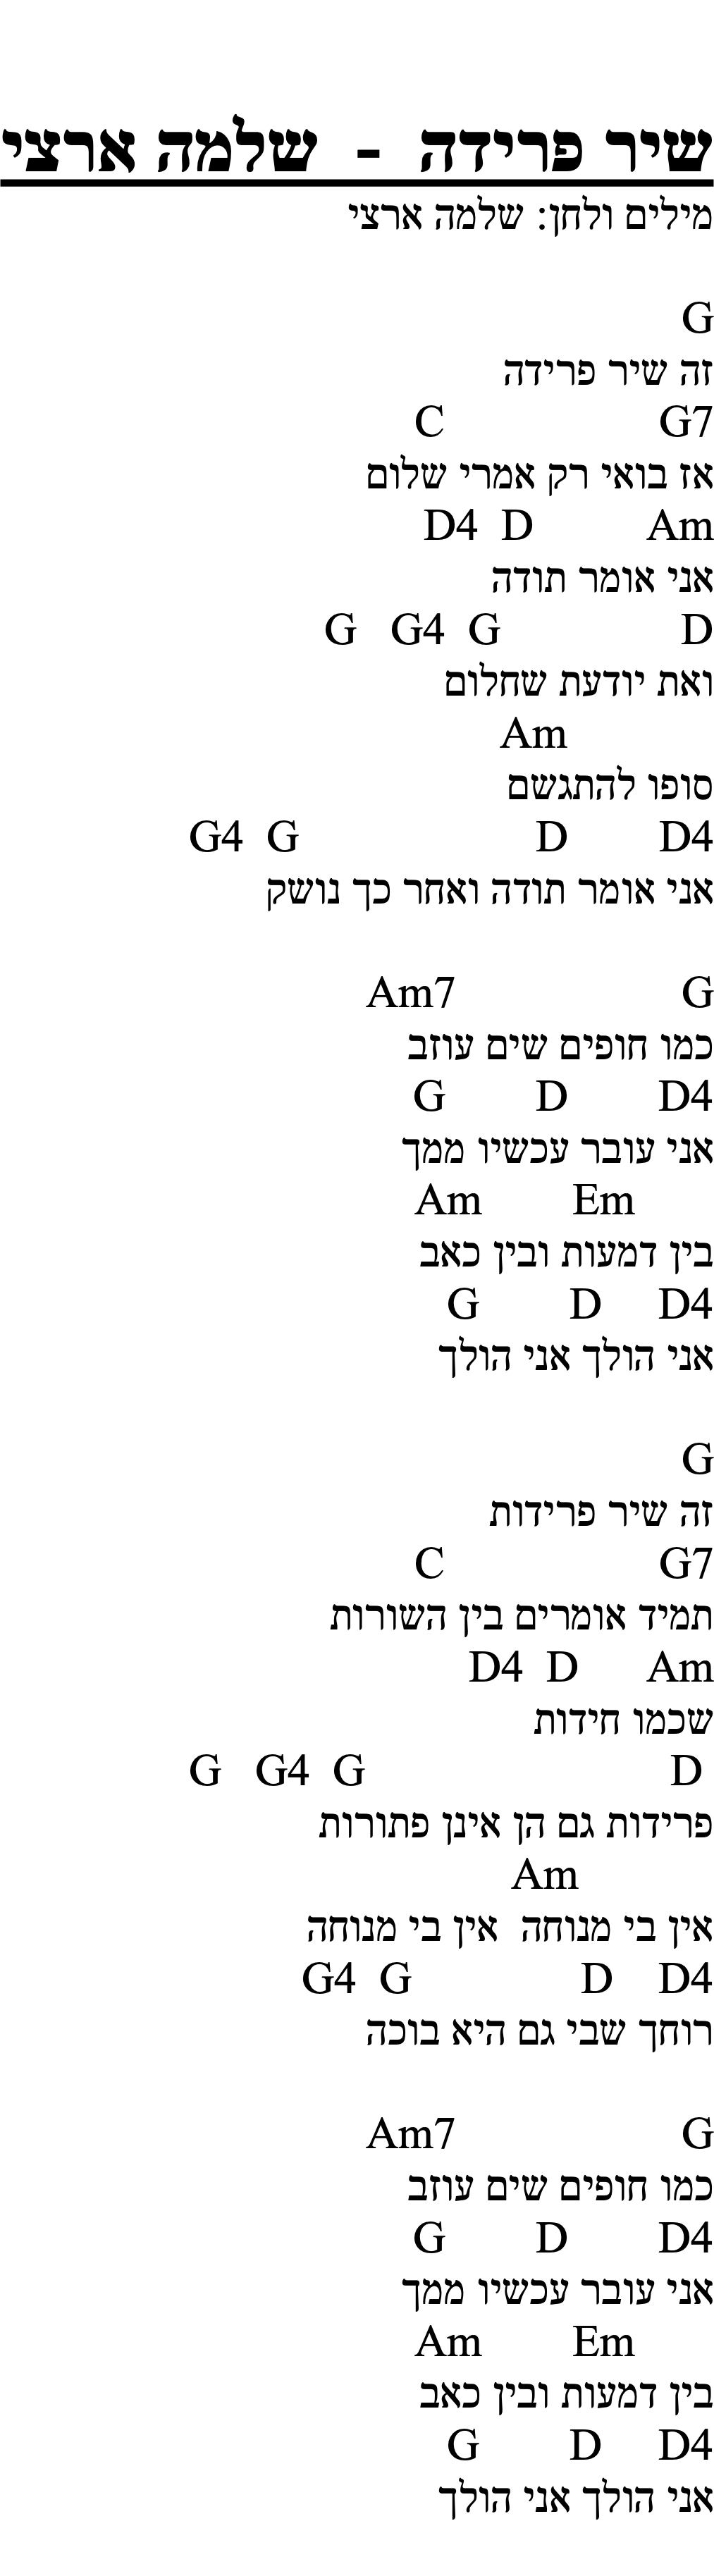 שיר פרידה - שלמה ארצי
מילים ולחן: שלמה ארצי
G
זה שיר פרידה
G7 C
אז בואי רק אמרי שלום
Am D D4
אני אומר תודה
D G G4 G
ואת יודעת שחלום
Am
סופו להתגשם
D4 D G G4
אני אומר תודה ואחר כך נושק
G Am7
כמו חופים שים עוזב
D4 D G
אני עובר עכשיו ממך
Em Am
בין דמעות ובין כאב
D4 D G
אני הולך אני הולך
G
זה שיר פרידות
G7 C
תמיד אומרים בין השורות
Am D D4
שכמו חידות
D G G4 G
פרידות גם הן אינן פתורות
Am
אין בי מנוחה אין בי מנוחה
D4 D G G4
רוחך שבי גם היא בוכה
G Am7
כמו חופים שים עוזב
D4 D G
אני עובר עכשיו ממך
Em Am
בין דמעות ובין כאב
D4 D G
אני הולך אני הולך